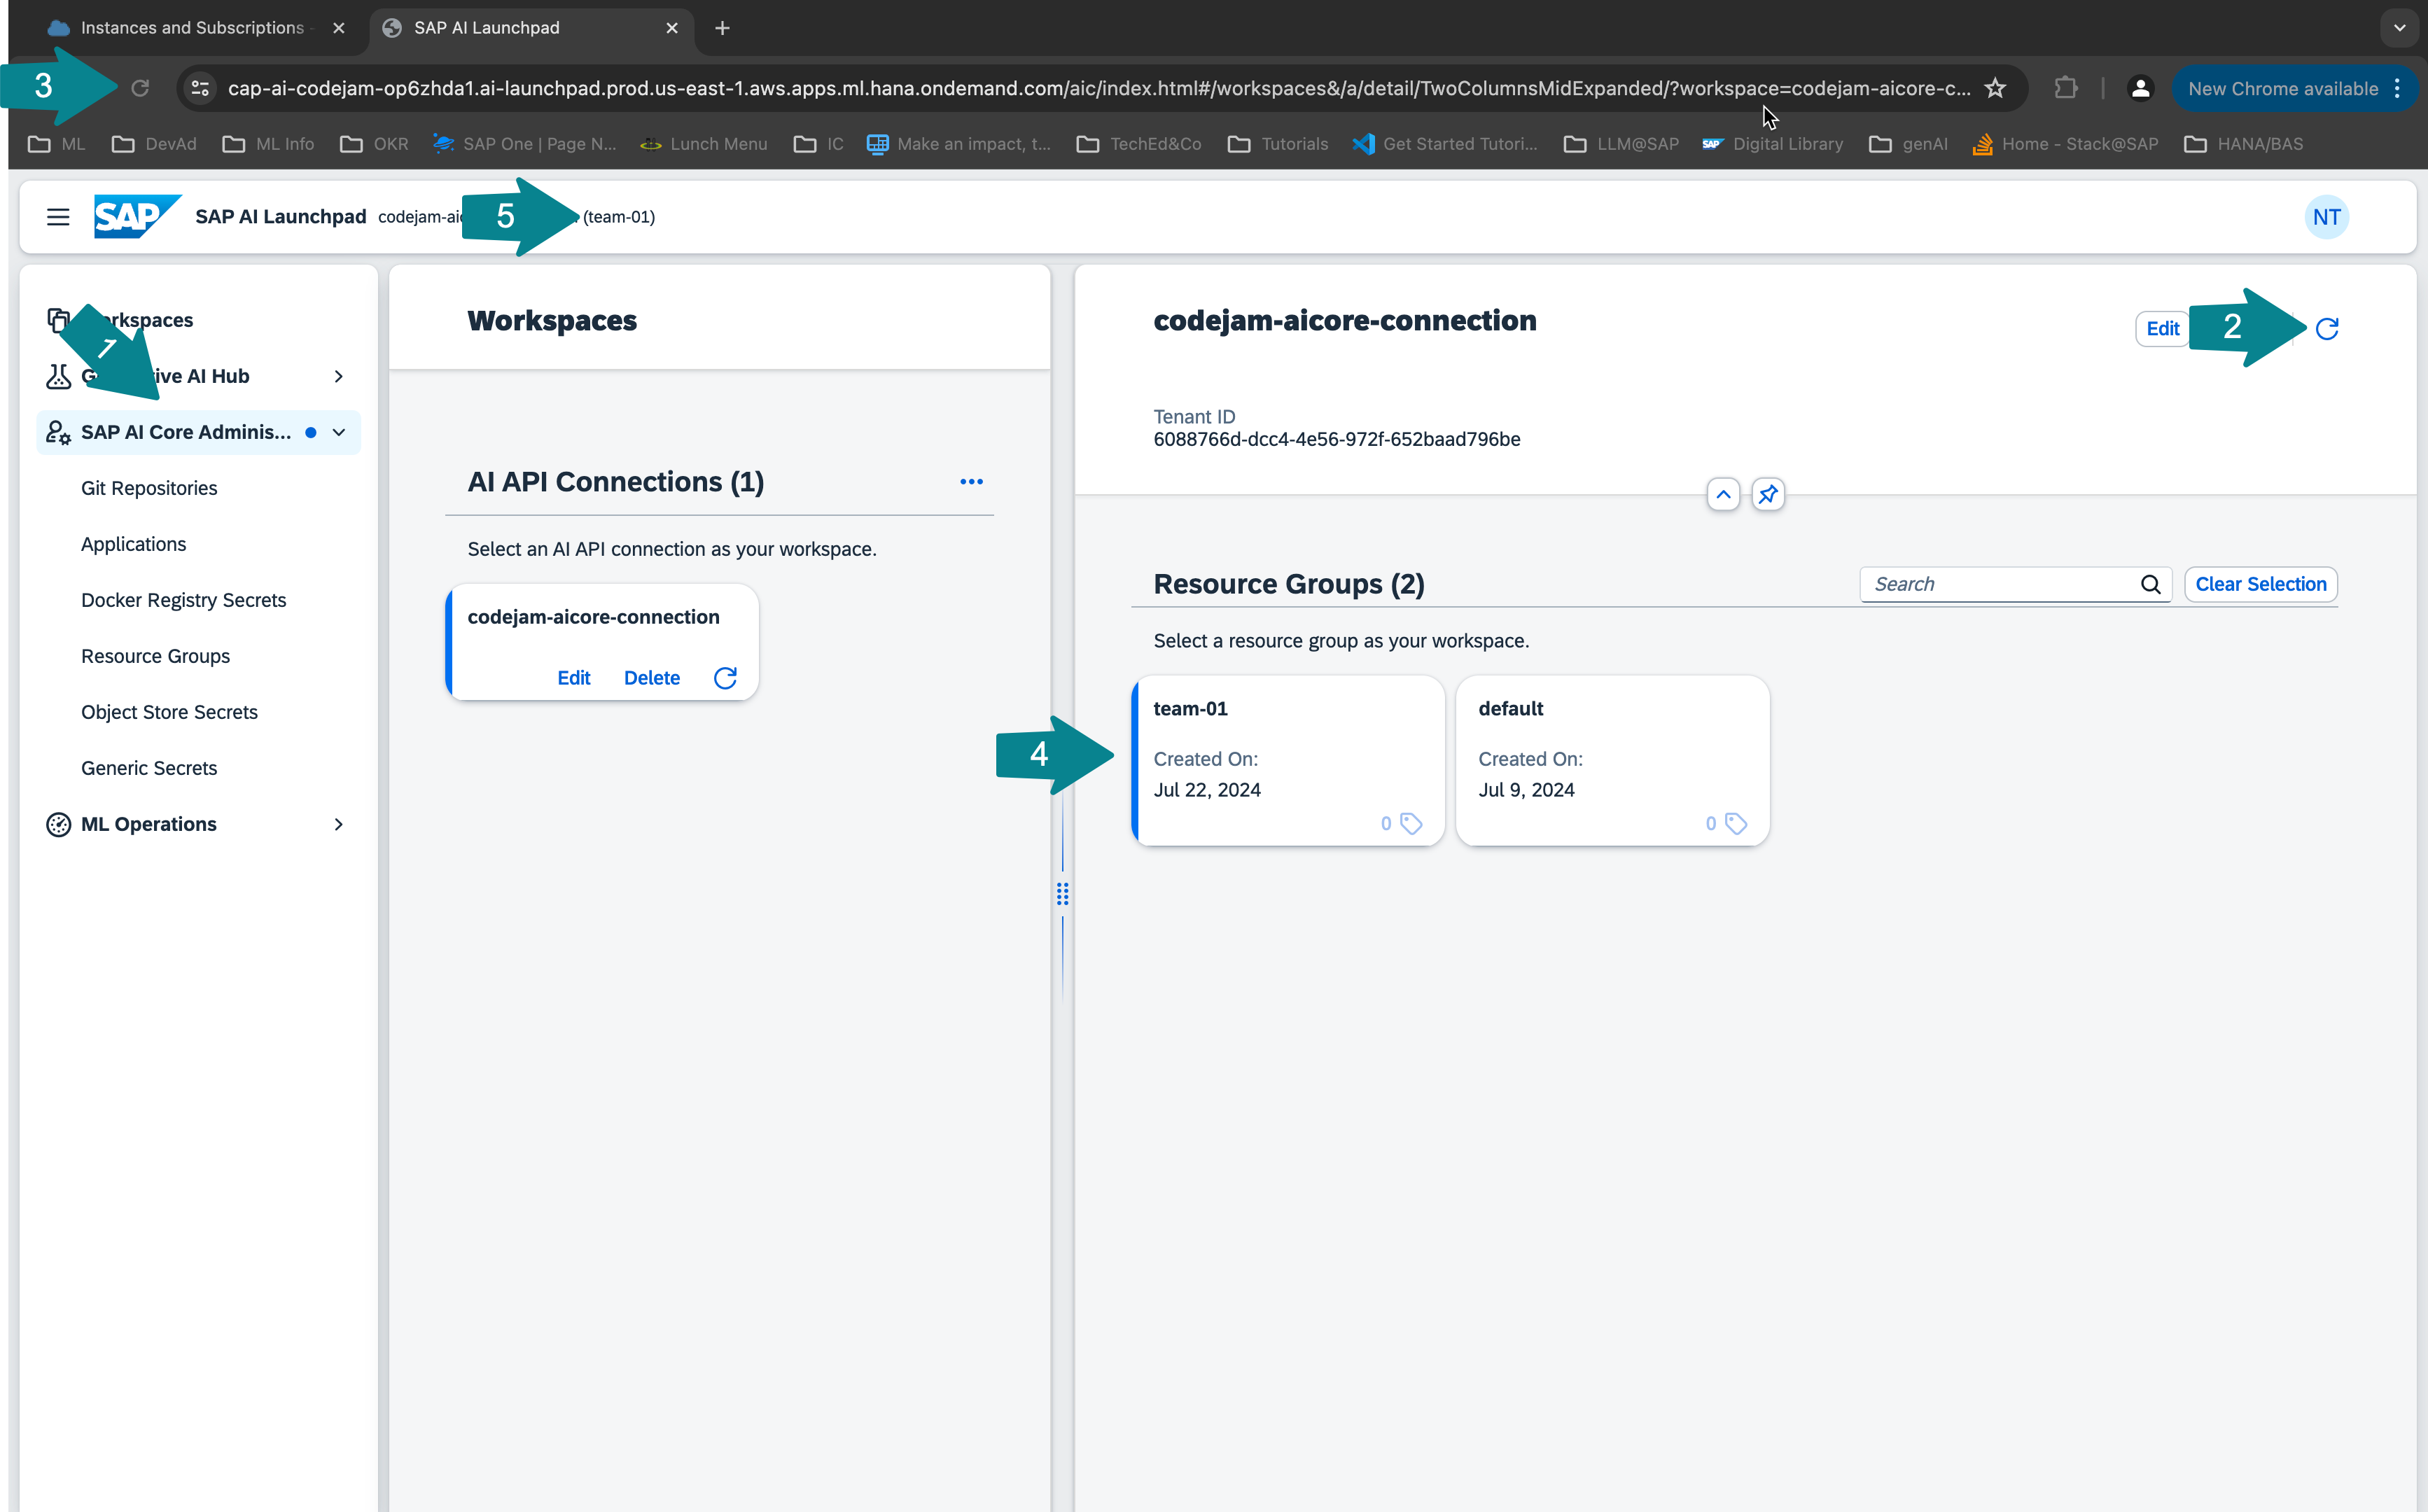 Instances and Subscriptions -
SAP AI Launchpad
3
cap-ai-codejam-op6zhda1.ai-launchpad.prod.us-east-1.aws.apps.ml.hana.ondemand.com/aic/index.html#/workspaces&/a/detail/TwoColumnsMidExpanded/?workspace=codejam-aicore-c...
New Chrome available
ML
DevAd
ML Info
OKR
SAP One | Page N...
Lunch Menu
IC
Make an impact, t...
TechEd&Co
Tutorials
Get Started Tutori...
LLM@SAP
SAP
Digital Library
genAI
Home - Stack@SAP
HANA/BAS
SAP
SAP AI Launchpad
codejam-aic
5
(team-01)
NT
1
rkspaces
G ive AI Hub
SAP AI Core Adminis...
Git Repositories
Applications
Docker Registry Secrets
Resource Groups
Object Store Secrets
Generic Secrets
ML Operations
Workspaces
AI API Connections (1)
Select an AI API connection as your workspace.
codejam-aicore-connection
Edit
Delete
codejam-aicore-connection
Edit
2
Tenant ID
6088766d-dcc4-4e56-972f-652baad796be
Resource Groups (2)
Search
Clear Selection
Select a resource group as your workspace.
4
team-01
Created On:
Jul 22, 2024
0
default
Created On:
Jul 9, 2024
0